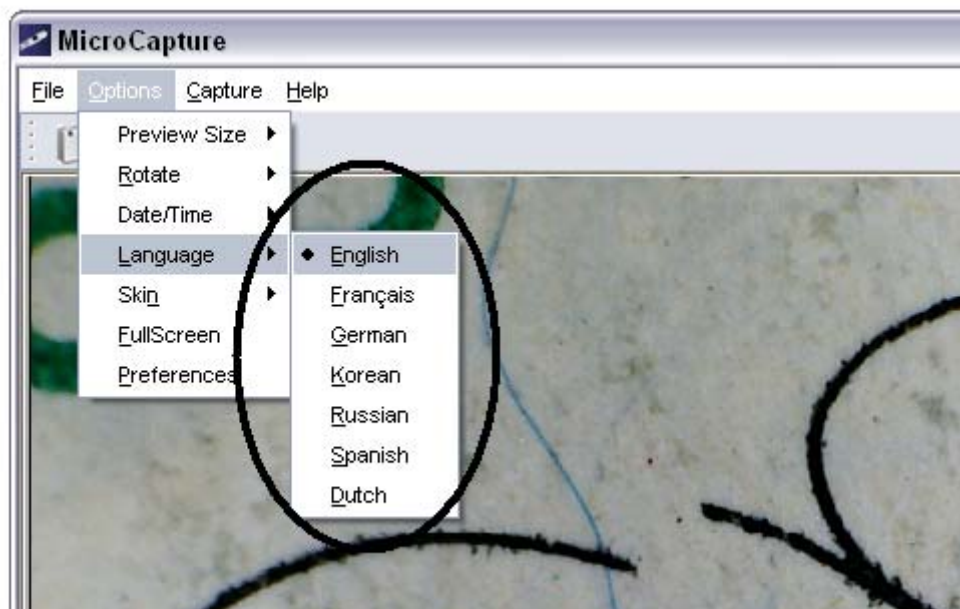 MicroCapture
File Options Capture Help
Preview Size
Rotate
Date/Time
Language
Skin
FullScreen
Preferences
English
Français
German
Korean
Russian
Spanish
Dutch